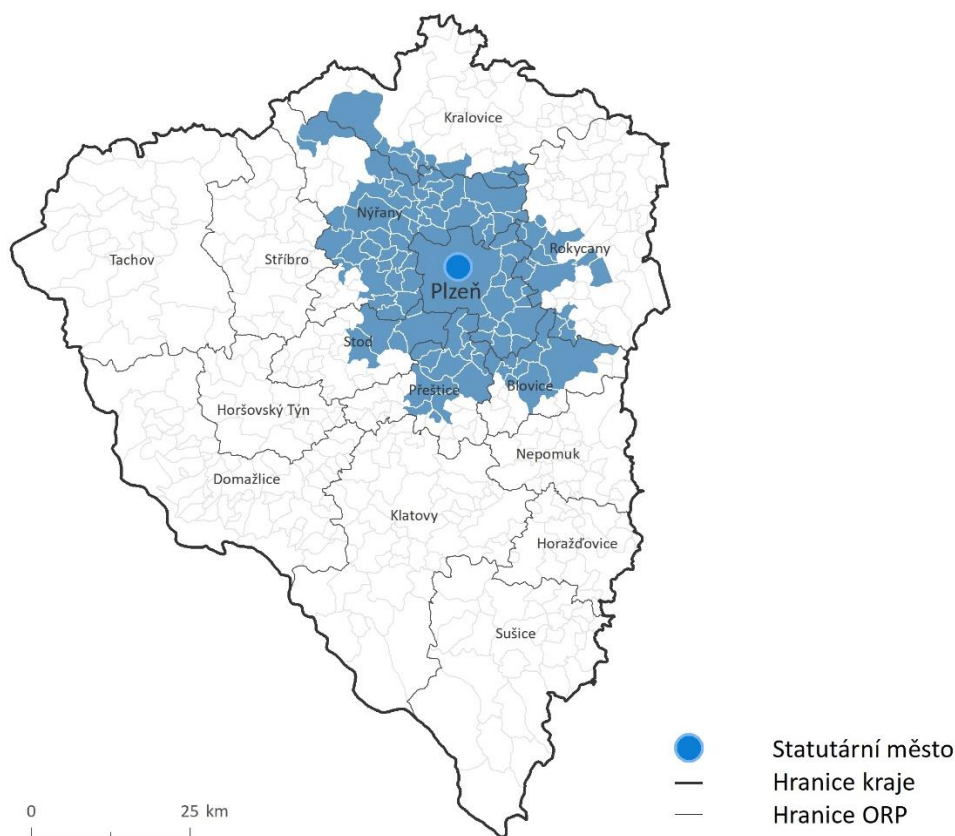 Kralovice
Nýřany
Rokycany
Tachov
Stříbro
Plzeň
Stod
Přeštice
Blovice
Horšovský Týn
Nepomuk
Domažlice
Klatovy
Horažďovice
Sušice
Statutární město
Hranice kraje
0 25 km
Hranice ORP